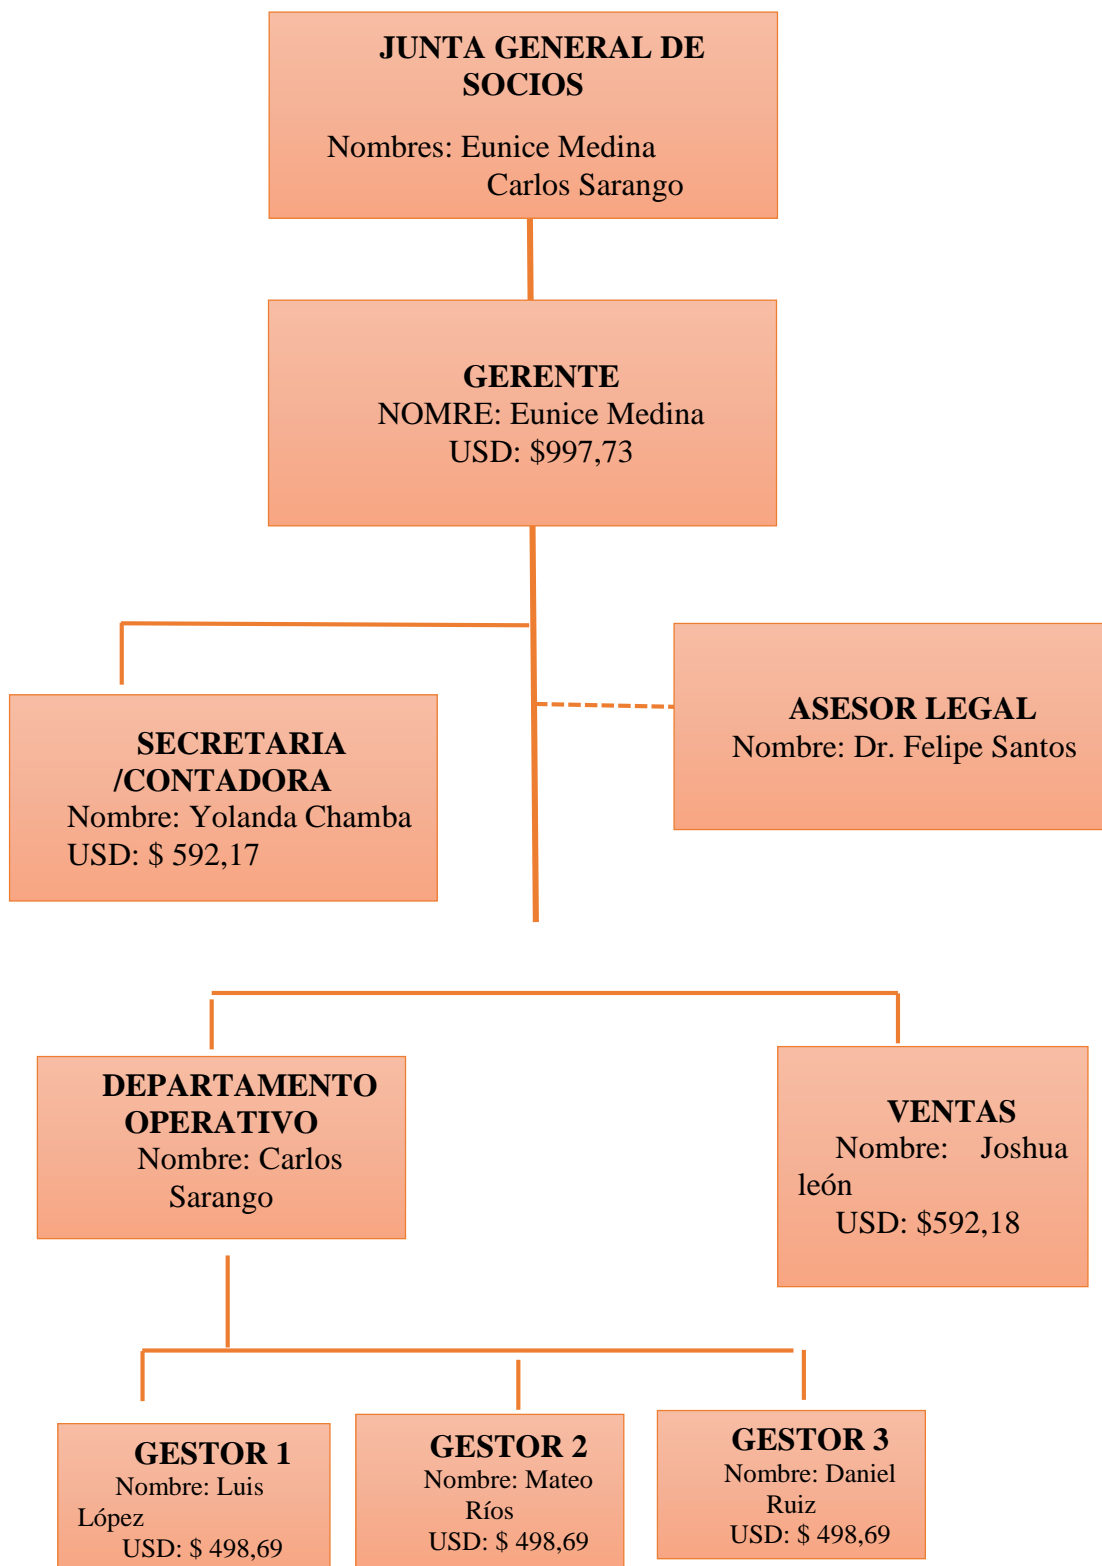 JUNTA GENERAL DE
SOCIOS
Nombres: Eunice Medina
Carlos Sarango
GERENTE
NOMRE: Eunice Medina
USD: $997,73
SECRETARIA
/CONTADORA
Nombre: Yolanda Chamba
USD: $ 592,17
ASESOR LEGAL
Nombre: Dr. Felipe Santos
DEPARTAMENTO
OPERATIVO
Nombre: Carlos
Sarango
VENTAS
Nombre: Joshua
león
USD: $592,18
GESTOR 1
Nombre: Luis
López
USD: $ 498,69
GESTOR 2
Nombre: Mateo
Ríos
USD: $ 498,69
GESTOR 3
Nombre: Daniel
Ruiz
USD: $ 498,69